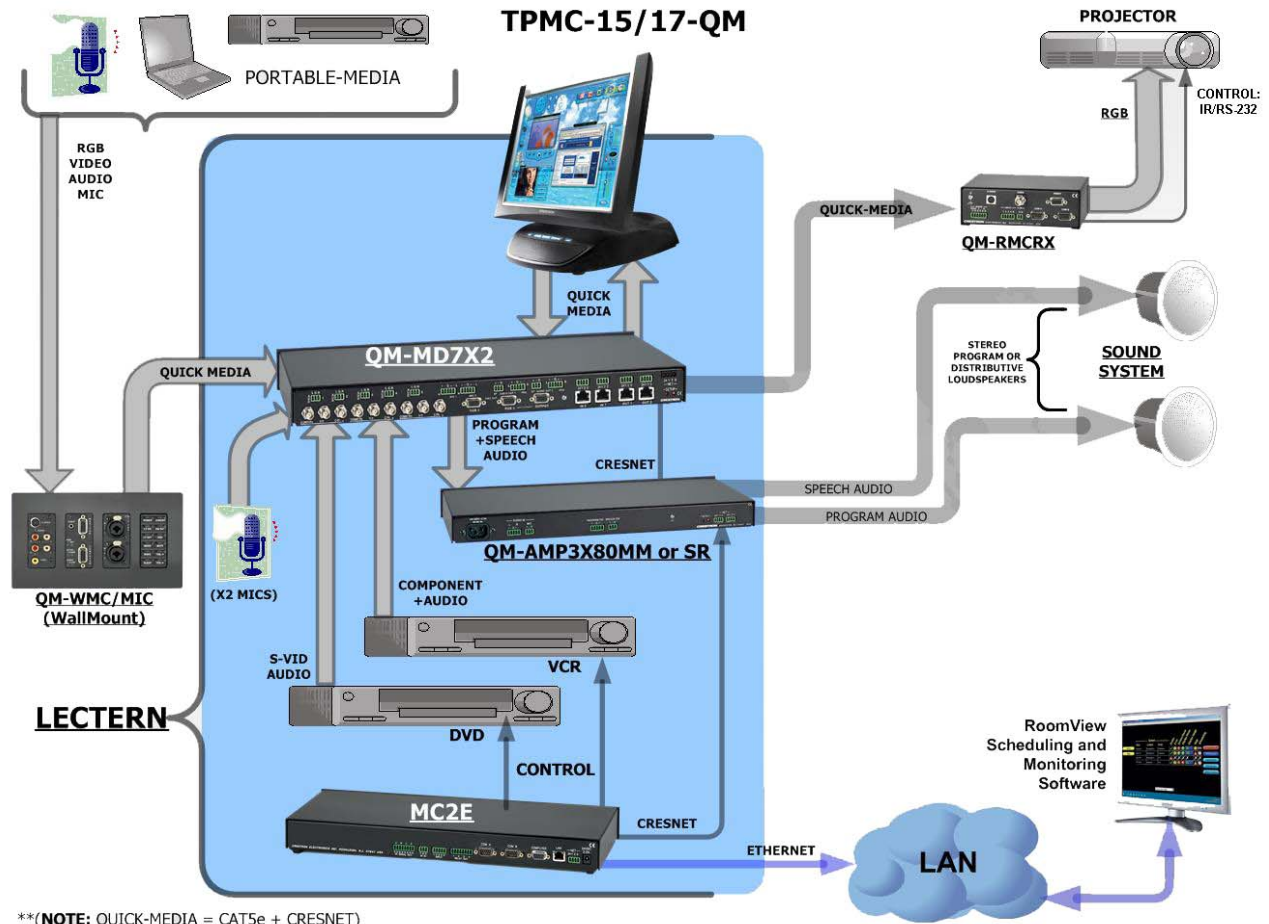 TPMC-15/17-QM
PORTABLE-MEDIA
PROJECTOR
CONTROL:
IR/RS-232
RGB
RGB
VIDEO
AUDIO
MIC
QUICK-MEDIA
QM-RMCRX
QUICK
MEDIA
QM-MD7X2
QUICK MEDIA
STEREO
PROGRAM OR
DISTRIBUTIVE
LOUDSPEAKERS
SOUND
SYSTEM
PROGRAM
+SPEECH
AUDIO
CRESNET
SPEECH AUDIO
PROGRAM AUDIO
QM-AMP3X80MM or SR
QM-WMC/MIC
(WallMount)
(X2 MICS)
COMPONENT
+AUDIO
VCR
S-VID
AUDIO
DVD
LECTERN
CONTROL
MC2E
CRESNET
ETHERNET
LAN
RoomView
Scheduling and
Monitoring
Software
**(NOTE: QUICK-MEDIA = CAT5e + CRESNET)